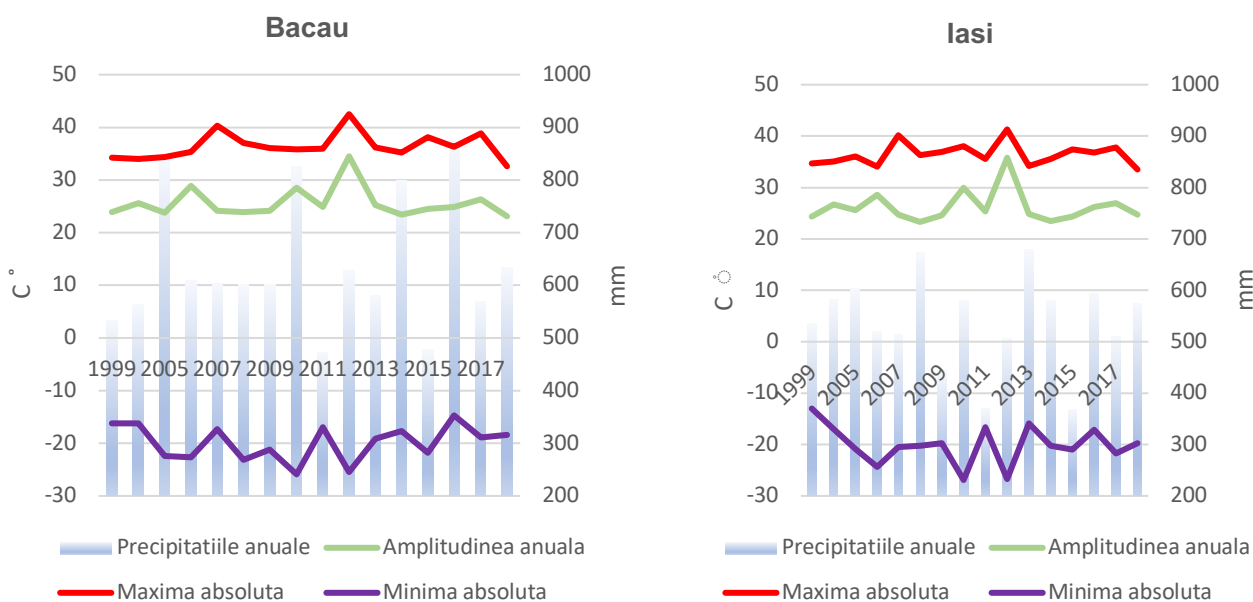 Bacau
50
40
30
20
10
0
-10
-20
-30
C °
1000
900
800
700
600
500
400
300
200
mm
1999 2005 2007 2009 2011 2013 2015 2017
Precipitatiile anuale
Amplitudinea anuala
Maxima absoluta
Minima absoluta
Iasi
50
40
30
20
10
0
-10
-20
-30
C °
1000
900
800
700
600
500
400
300
200
mm
1999 2005 2007 2009 2011 2013 2015 2017
Precipitatiile anuale
Amplitudinea anuala
Maxima absoluta
Minima absoluta